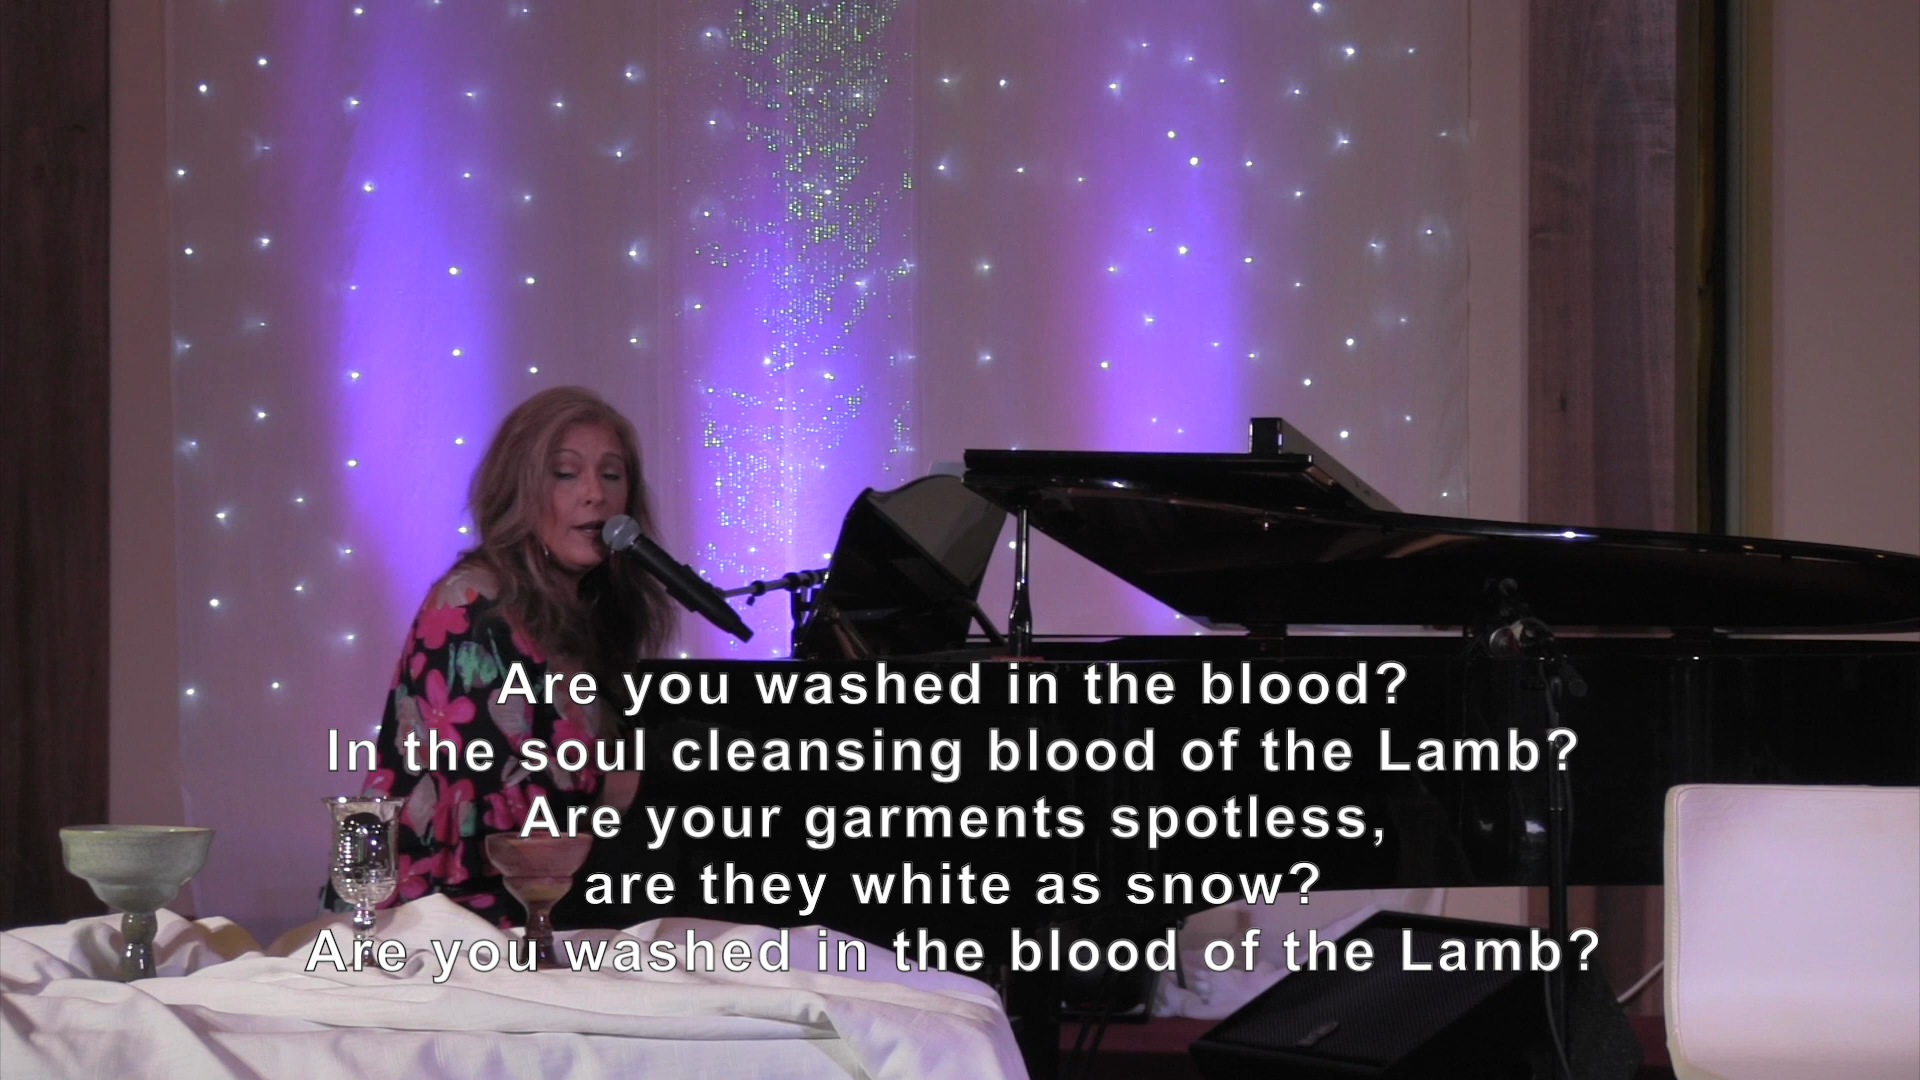 Are you washed in the blood?
In the soul cleansing blood of the Lamb?
Are your garments spotless,
are they white as snow?
Are you washed in the blood of the Lamb?